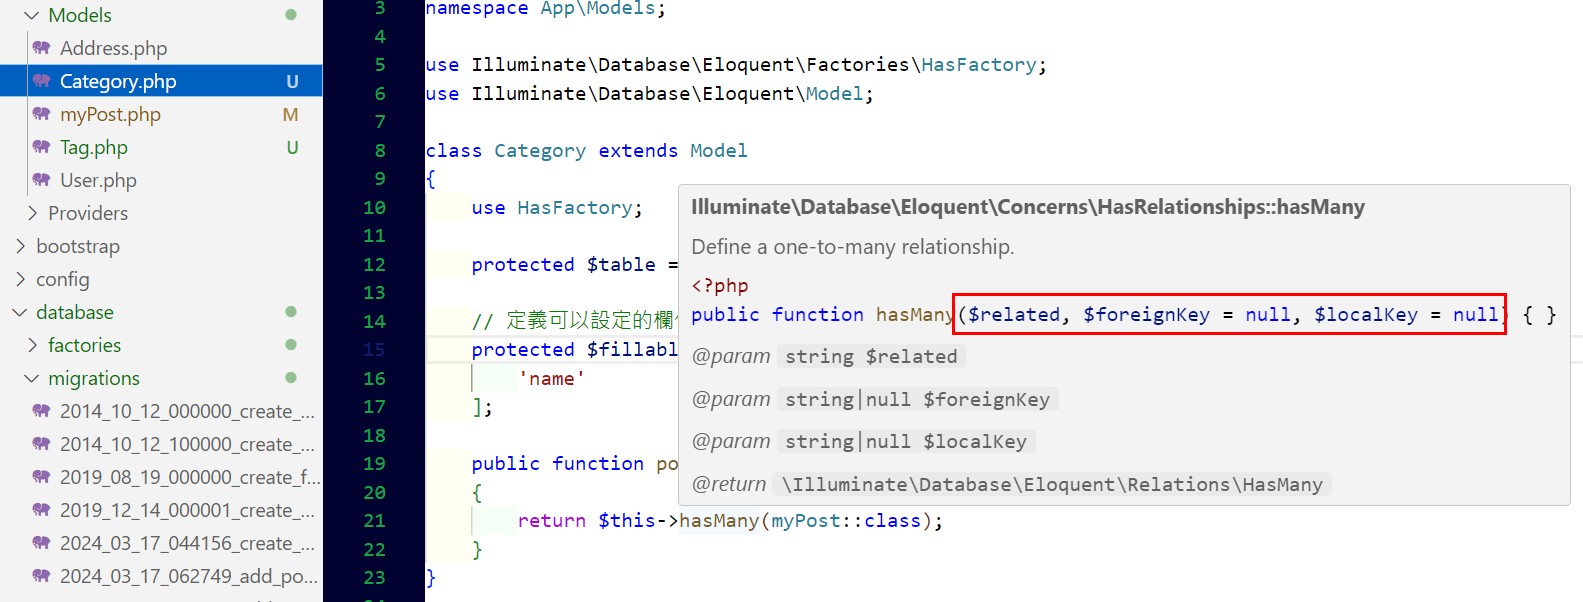 Models
Address.php
Category.php U
myPost.php M
Tag.php U
User.php
Providers
bootstrap
config
database
factories
migrations
2014_10_12_000000_create_...
2014_10_12_100000_create_...
2019_08_19_000000_create_f...
2019_12_14_000001_create_...
2024_03_17_044156_create_...
2024_03_17_062749_add_po...
3 namespace App\Models;
4
5 use Illuminate\Database\Eloquent\Factories\HasFactory;
6 use Illuminate\Database\Eloquent\Model;
7
8 class Category extends Model
9 {
10 use HasFactory;
11
12 protected $table =
13
14 // 定義可以設定的欄
15 protected $fillabl
16 'name'
17 ];
18
19 public function po
20 {
21 return $this->hasMany(myPost::class);
22 }
23 }
Illuminate\Database\Eloquent\Concerns\HasRelationships::hasMany
Define a one-to-many relationship.
<?php
public function hasMany($related, $foreignKey = null, $localKey = null) { }
@param string $related
@param string|null $foreignKey
@param string|null $localKey
@return \Illuminate\Database\Eloquent\Relations\HasMany